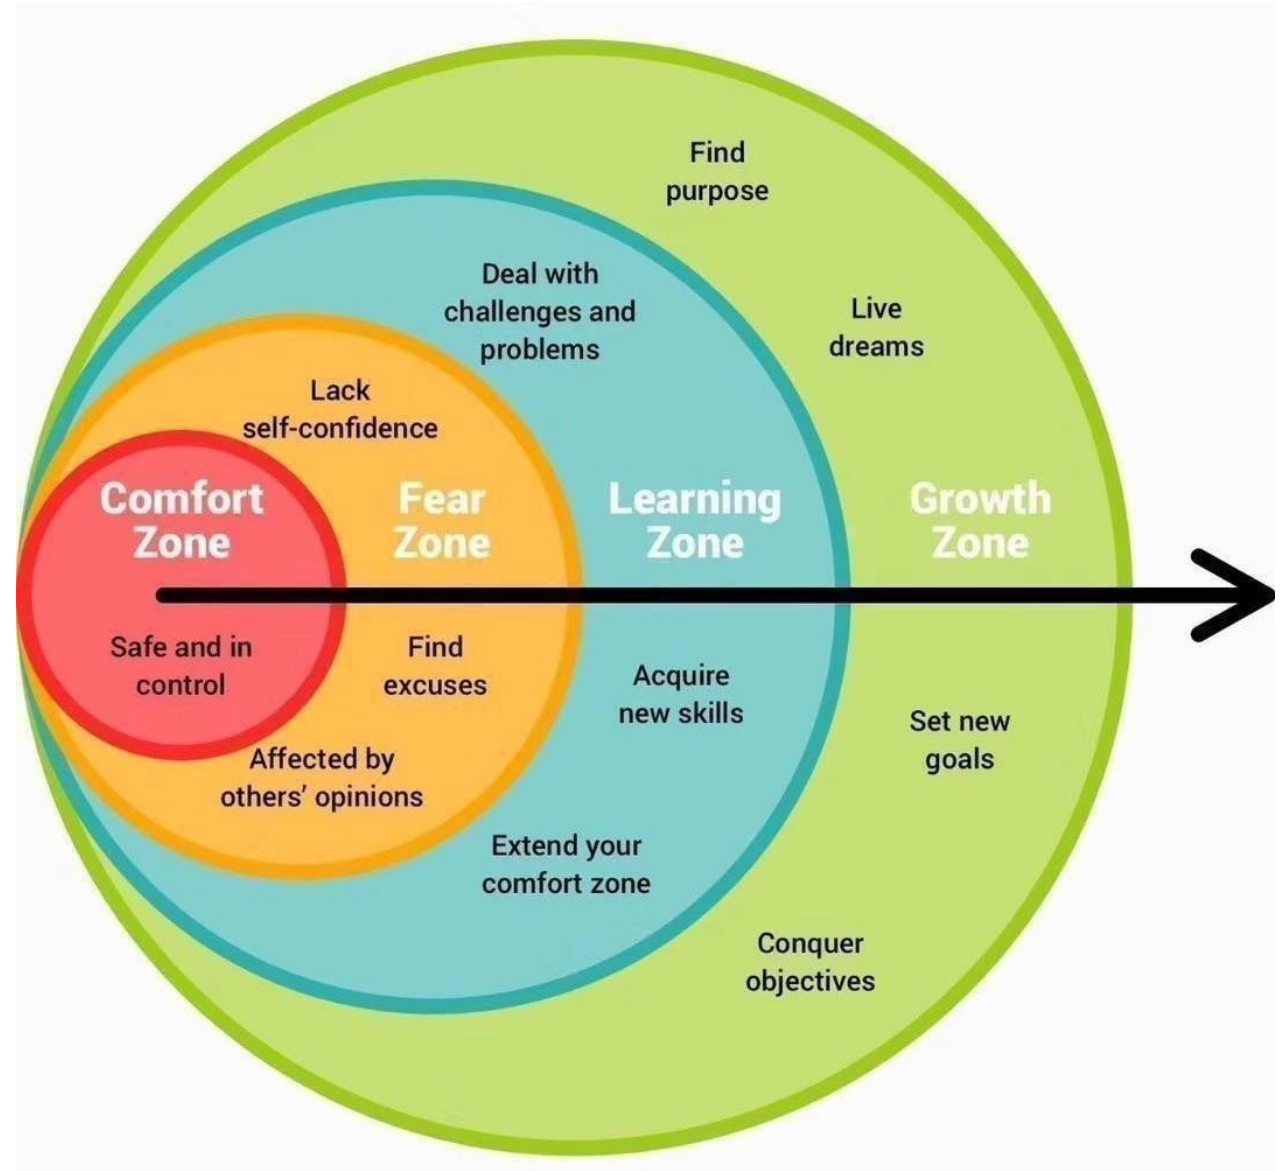 Find
purpose
Live
dreams
Deal with
challenges and
problems
Lack
self-confidence
Comfort
Zone
Fear
Zone
Learning
Zone
Growth
Zone
Safe and in
control
Find
excuses
Acquire
new skills
Set new
goals
Affected by
others’ opinions
Extend your
comfort zone
Conquer
objectives